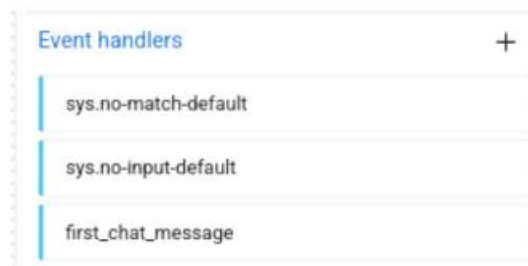 Event handlers
sys.no-match-default
sys.no-input-default
first_chat_message